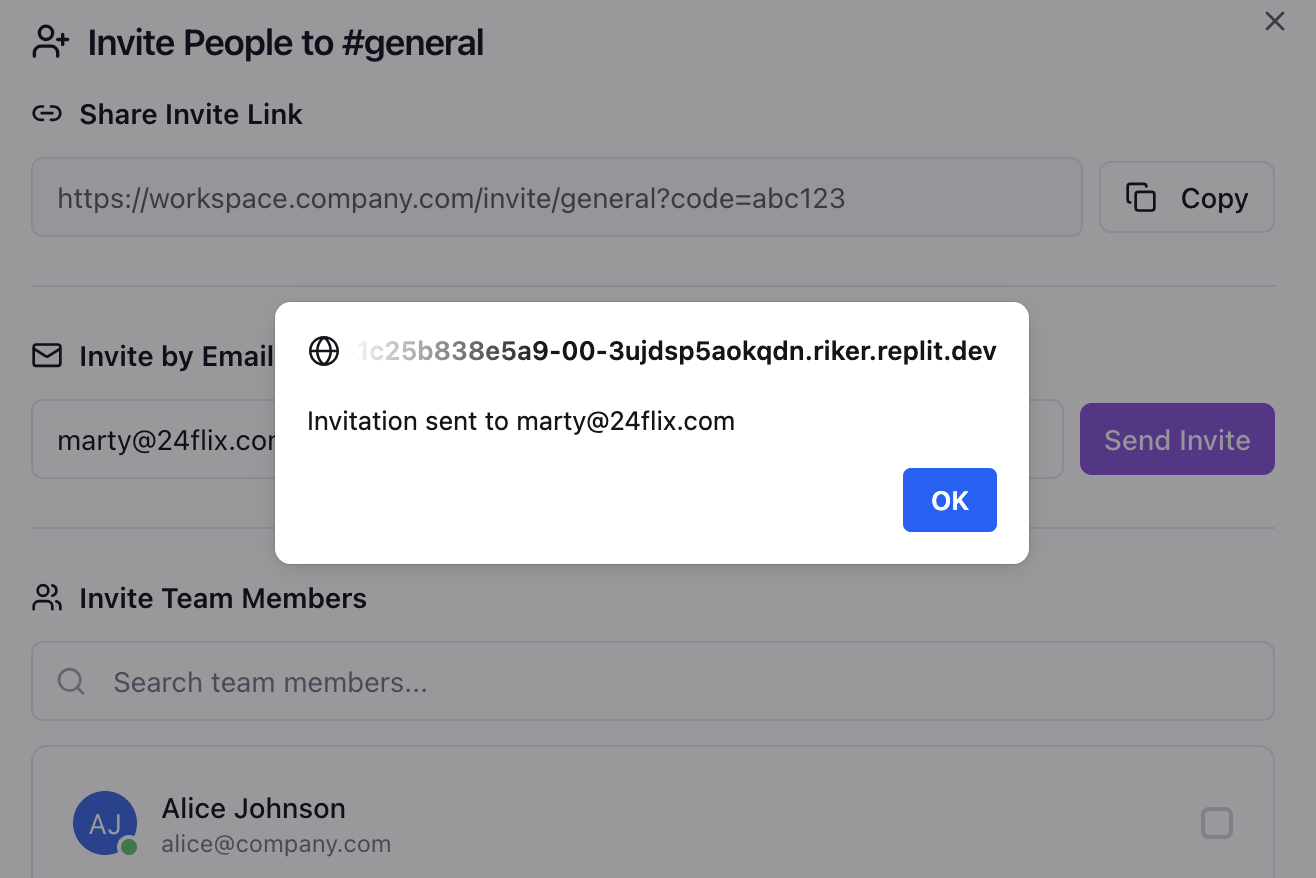 Invite People to #general
Share Invite Link
https://workspace.company.com/invite/general?code=abc123
Copy
-1c25b838e5a9-00-3ujdsp5aokqdn.riker.replit.dev
Invitation sent to marty@24flix.com
OK
Invite by Email
marty@24flix.com
Send Invite
Invite Team Members
Search team members...
AJ
Alice Johnson
alice@company.com